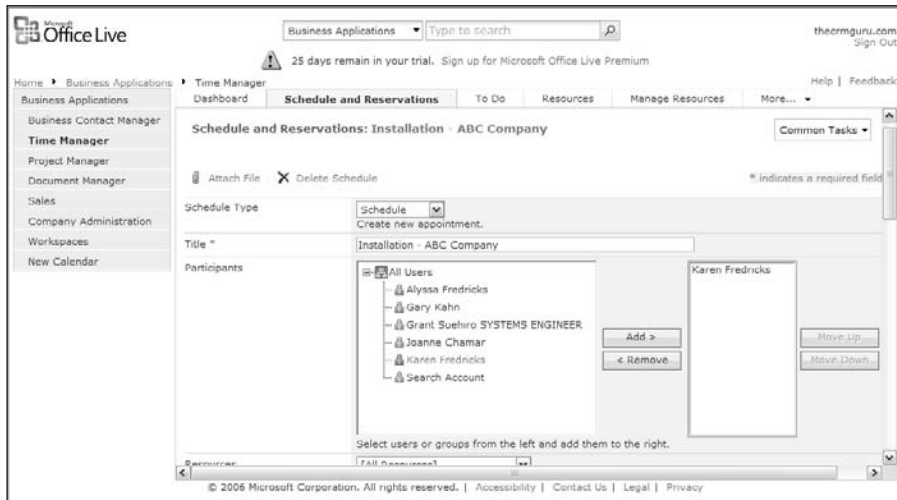 Microsoft
Office Live
Business Applications
Type to search
thecrmguru.com
Sign Out
25 days remain in your trial. Sign up for Microsoft Office Live Premium
Home Business Applications Time Manager
Help | Feedback
Business Applications
Business Contact Manager
Time Manager
Project Manager
Document Manager
Sales
Company Administration
Workspaces
New Calendar
Dashboard Schedule and Reservations To Do Resources Manage Resources More...
Schedule and Reservations: Installation - ABC Company
Common Tasks
Attach File Delete Schedule
* indicates a required field
Schedule Type
Schedule
Create new appointment.
Title *
Installation - ABC Company
Participants
All Users
Alyssa Fredricks
Gary Kahn
Grant Suehiro SYSTEMS ENGINEER
Joanne Chamar
Karen Fredricks
Search Account
Add >
< Remove
Karen Fredricks
Move Up
Move Down
Select users or groups from the left and add them to the right.
Resources
[All Resources]
© 2006 Microsoft Corporation. All rights reserved. | Accessibility | Contact Us | Legal | Privacy